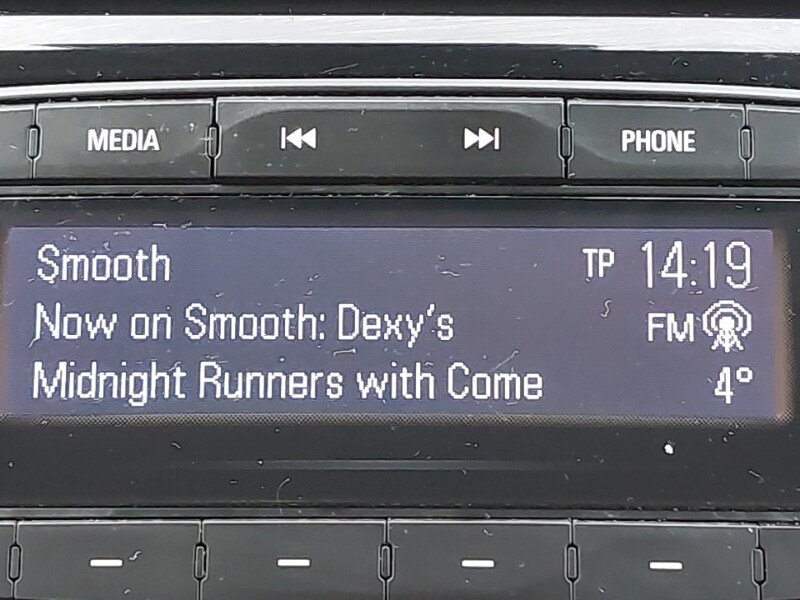 MEDIA PHONE
Smooth TP 14:19
Now on Smooth: Dexy's FM
Midnight Runners with Come 4°